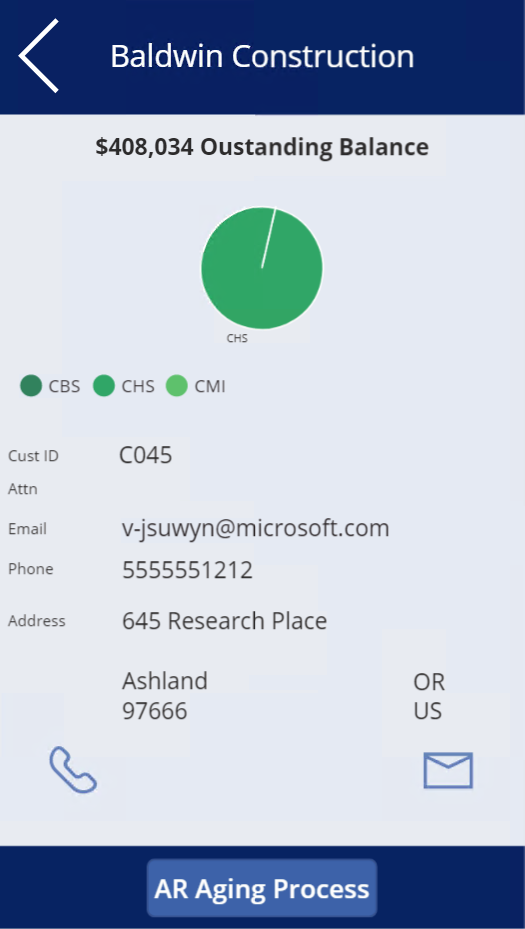 Baldwin Construction
$408,034 Oustanding Balance
CHS
CBS CHS CMI
Cust ID C045
Attn
Email v-jsuwyn@microsoft.com
Phone 5555551212
Address 645 Research Place
Ashland OR
97666 US
AR Aging Process